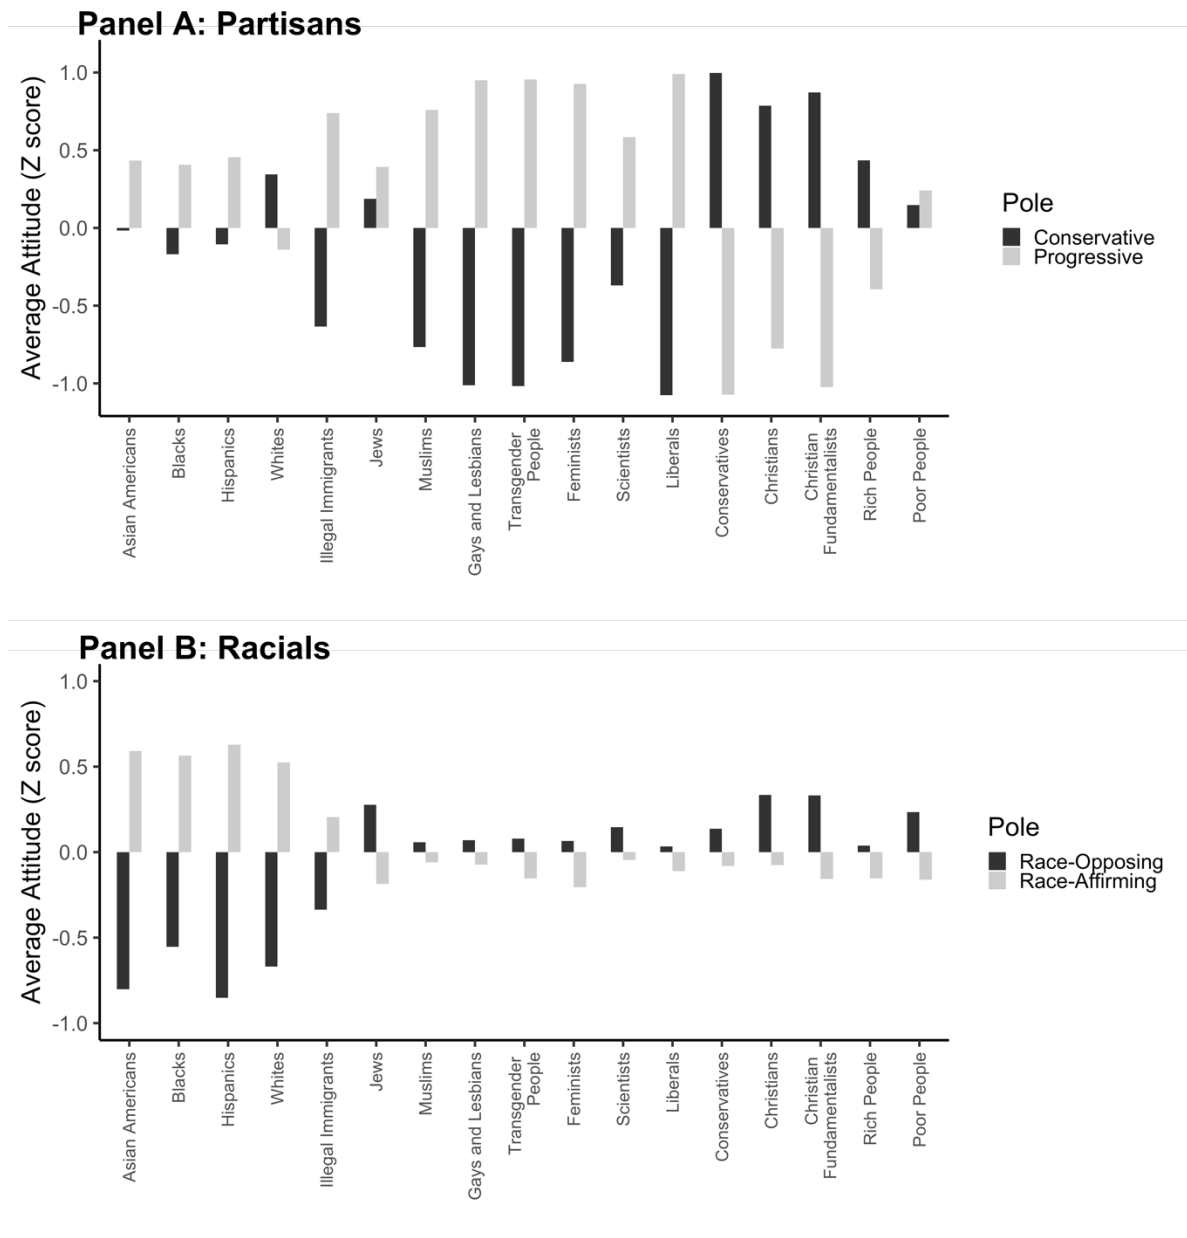 Panel A: Partisans
Average Attitude (Z score)
1.0
0.5
0.0
-0.5
-1.0
Asian Americans
Blacks
Hispanics
Whites
Illegal Immigrants
Jews
Muslims
Gays and Lesbians
Transgender
People
Feminists
Scientists
Liberals
Conservatives
Christians
Christian
Fundamentalists
Rich People
Poor People
Pole
Conservative
Progressive
Panel B: Racials
Average Attitude (Z score)
1.0
0.5
0.0
-0.5
-1.0
Asian Americans
Blacks
Hispanics
Whites
Illegal Immigrants
Jews
Muslims
Gays and Lesbians
Transgender
People
Feminists
Scientists
Liberals
Conservatives
Christians
Christian
Fundamentalists
Rich People
Poor People
Pole
Race-Opposing
Race-Affirming